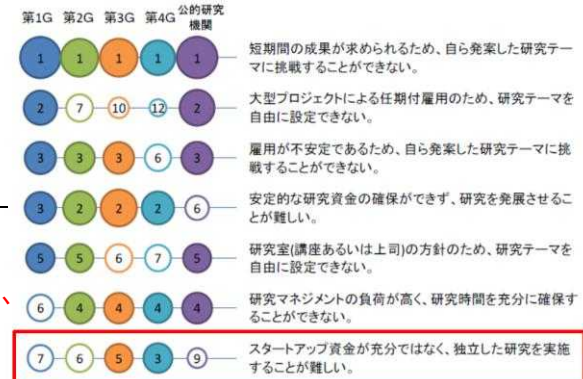 第1G 第2G 第3G 第4G 公的研究機関
1 1 1 1 1 短期間の成果が求められるため、自ら発案した研究テー
マに挑戦することができない。
2 7 10 12 2 大型プロジェクトによる任期付雇用のため、研究テーマを
自由に設定できない。
3 3 3 6 3 雇用が不安定であるため、自ら発案した研究テーマに挑
戦することができない。
3 2 2 2 6 安定的な研究資金の確保ができず、研究を発展させるこ
とが難しい。
5 5 6 7 5 研究室(講座あるいは上司)の方針のため、研究テーマを
自由に設定できない。
、
6 4 4 4 4 研究マネジメントの負荷が高く、研究時間を充分に確保す
ることができない。
7 6 5 3 9 スタートアップ資金が充分ではなく、独立した研究を実施
することが難しい。